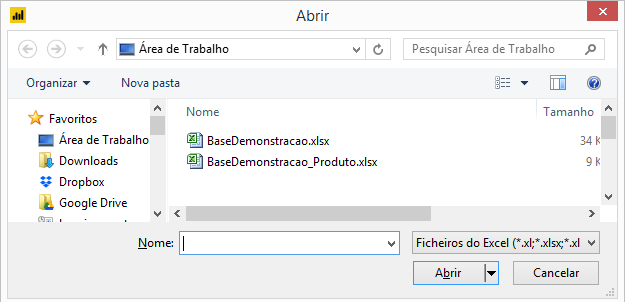 Abrir
Área de Trabalho
Pesquisar Área de Trabalho
Organizar
Nova pasta
Favoritos
Área de Trabalho
Downloads
Dropbox
Google Drive
Nome
Tamanho
BaseDemonstracao.xlsx
34 K
BaseDemonstracao_Produto.xlsx
9 K
Nome:
Ficheiros do Excel (*.xl;*.xlsx;*.xl
Abrir
Cancelar